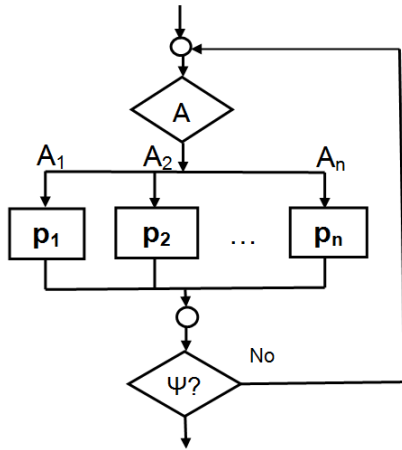 A
A₁ A₂ Aₙ
p₁ p₂ ... pₙ
No
Ψ?